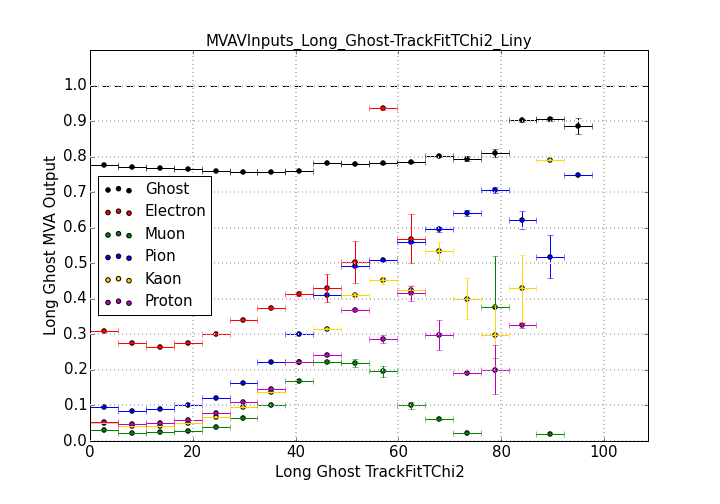 MVAVInputs_Long_Ghost-TrackFitTChi2_Liny
Long Ghost MVA Output
1.0
0.9
0.8
0.7
0.6
0.5
0.4
0.3
0.2
0.1
0.0
Ghost
Electron
Muon
Pion
Kaon
Proton
0 20 40 60 80 100
Long Ghost TrackFitTChi2